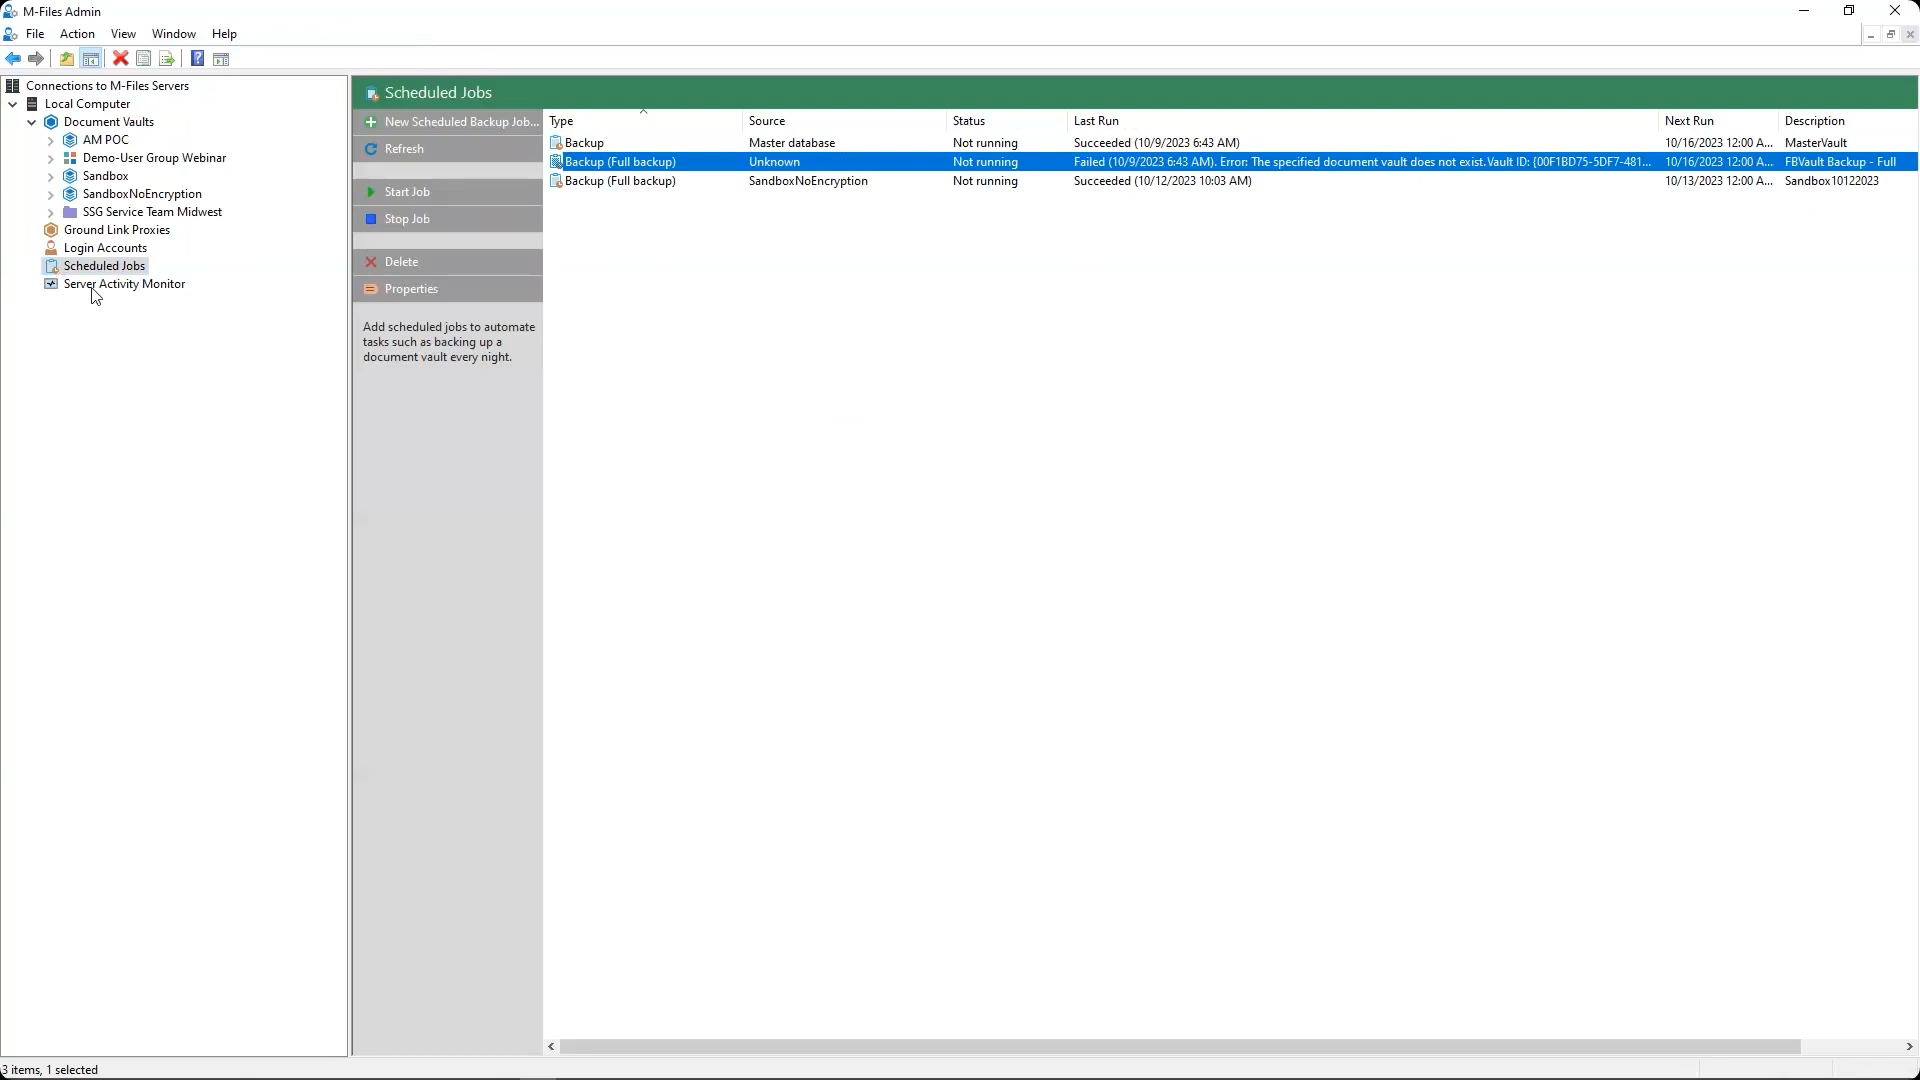 M-Files Admin
File Action View Window Help
Connections to M-Files Servers
Local Computer
Document Vaults
AM POC
Demo-User Group Webinar
Sandbox
SandboxNoEncryption
SSG Service Team Midwest
Ground Link Proxies
Login Accounts
Scheduled Jobs
Server Activity Monitor
Scheduled Jobs
New Scheduled Backup Job...
Refresh
Start Job
Stop Job
Delete
Properties
Add scheduled jobs to automate
tasks such as backing up a
document vault every night.
Type Source Status Last Run Next Run Description
Backup Master database Not running Succeeded (10/9/2023 6:43 AM) 10/16/2023 12:00 A... MasterVault
Backup (Full backup) Unknown Not running Failed (10/9/2023 6:43 AM). Error: The specified document vault does not exist.Vault ID: {00F1BD75-5DF7-481... 10/16/2023 12:00 A... FBVault Backup - Full
Backup (Full backup) SandboxNoEncryption Not running Succeeded (10/12/2023 10:03 AM) 10/13/2023 12:00 A... Sandbox10122023
3 items, 1 selected